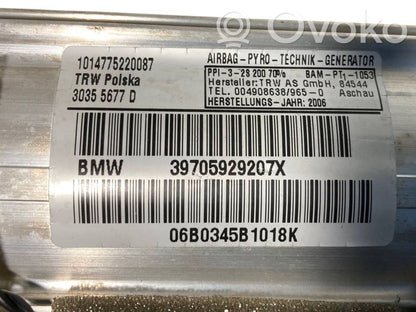 Ovoko
1014775220087
TRW Polska
3035 5677 D
AIRBAG-PYRO-TECHNIK-GENERATOR
PPI-3-28 200 70% BAM-PT1-1053
Hersteller:TRW AS GmbH, 84544
TEL. 004908638/965-0 Aschau
HERSTELLUNGS-JAHR: 2006
BMW 39705929207X
06B0345B1018K